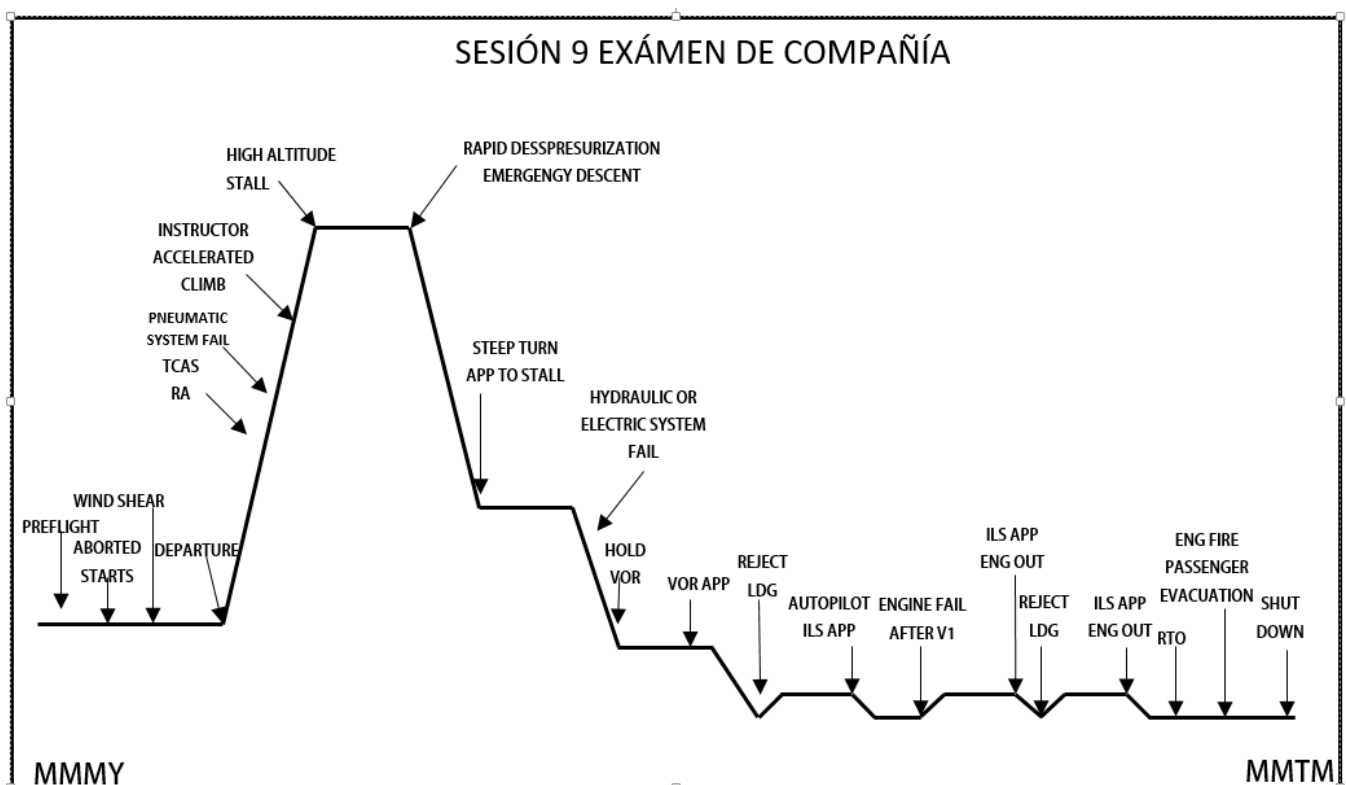 SESIÓN 9 EXÁMEN DE COMPAÑÍA
HIGH ALTITUDE
STALL
RAPID DESSPRESURIZATION
EMERGENGY DESCENT
INSTRUCTOR
ACCELERATED
CLIMB
PNEUMATIC
SYSTEM FAIL
TCAS
RA
STEEP TURN
APP TO STALL
HYDRAULIC OR
ELECTRIC SYSTEM
FAIL
PREFLIGHT
ABORTED
STARTS
WIND SHEAR
DEPARTURE
HOLD
VOR
VOR APP
REJECT
LDG
AUTOPILOT
ILS APP
ENGINE FAIL
AFTER V1
ILS APP
ENG OUT
REJECT
LDG
ILS APP
ENG OUT
RTO
ENG FIRE
PASSENGER
EVACUATION
SHUT
DOWN
MMMY
MMTM